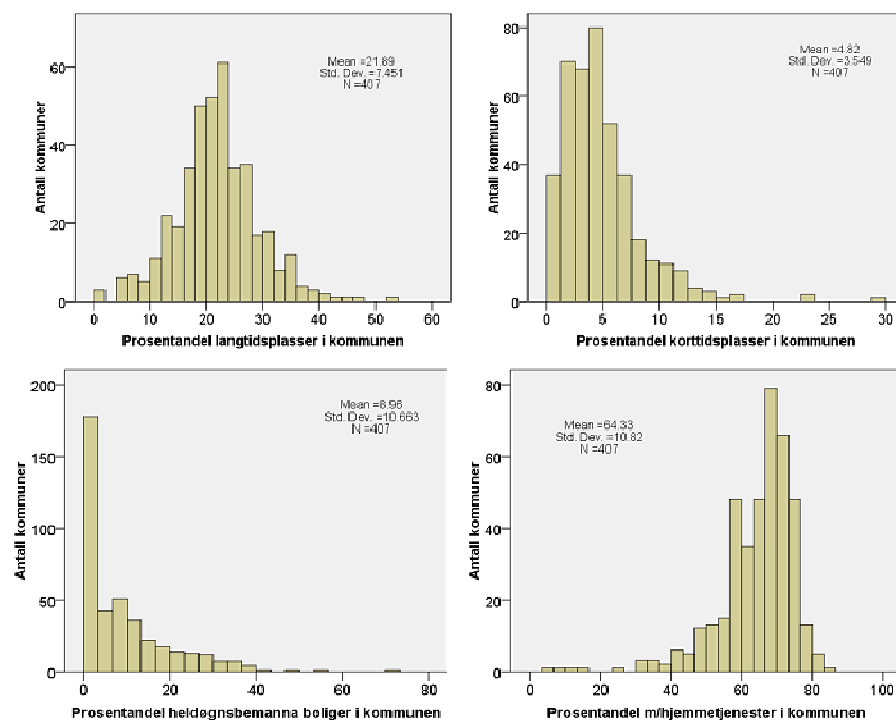 Mean =21.89
Std. Dev. =7.451
N =407
60
40
20
0
Antall kommuner
0 10 20 30 40 50 60
Prosentandel langtidsplasser i kommunen
Mean =4.82
Std. Dev. =3.549
N =407
80
60
40
20
0
Antall kommuner
0 5 10 15 20 25 30
Prosentandel korttidsplasser i kommunen
Mean =8.96
Std. Dev. =10.663
N =407
200
150
100
50
0
Antall kommuner
0 20 40 60 80
Prosentandel heldøgnsbemanna boliger i kommunen
Mean =64.33
Std. Dev. =10.82
N =407
80
60
40
20
0
Antall kommuner
0 20 40 60 80 100
Prosentandel m/hjemmetjenester i kommunen